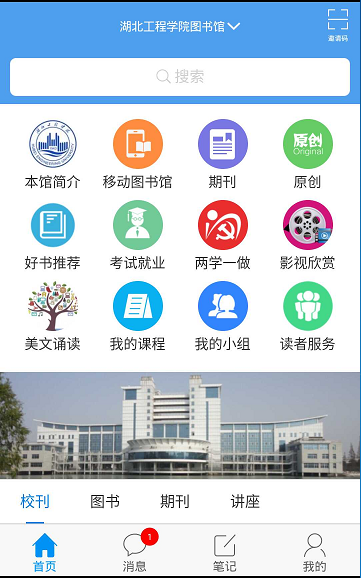 湖北工程学院图书馆
邀请码
搜索
本馆简介 移动图书馆 期刊 原创 Original 原创
好书推荐 考试就业 两学一做 影视欣赏
美文诵读 我的课程 我的小组 读者服务
校刊 图书 期刊 讲座
1
首页 消息 笔记 我的